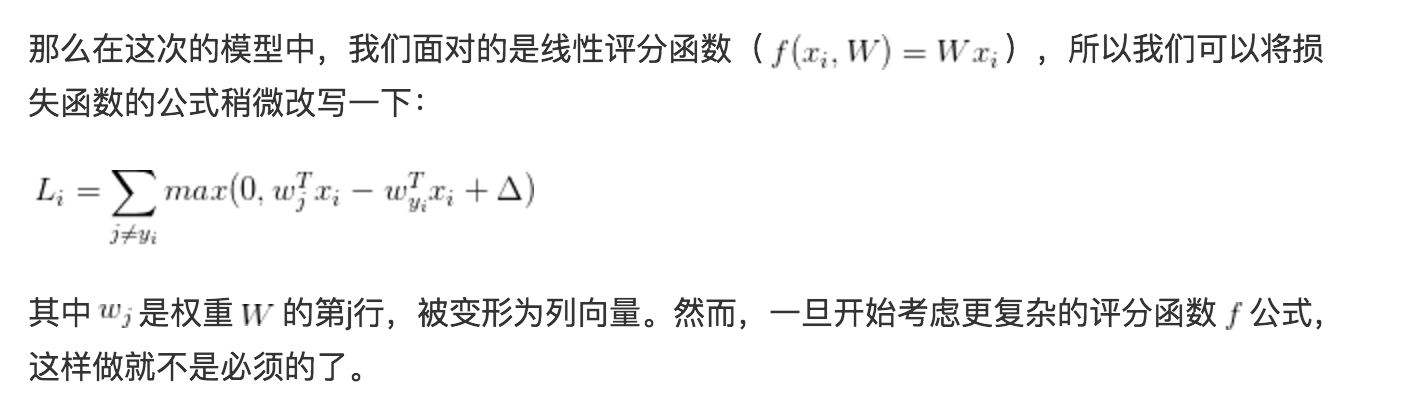 那么在这次的模型中，我们面对的是线性评分函数（$f(x_i, W) = Wx_i$），所以我们可以将损
失函数的公式稍微改写一下：
$L_i = \sum_{j \neq y_i} max(0, w_j^T x_i - w_{y_i}^T x_i + \Delta)$
其中 $w_j$ 是权重 $W$ 的第j行，被变形为列向量。然而，一旦开始考虑更复杂的评分函数 $f$ 公式，
这样做就不是必须的了。